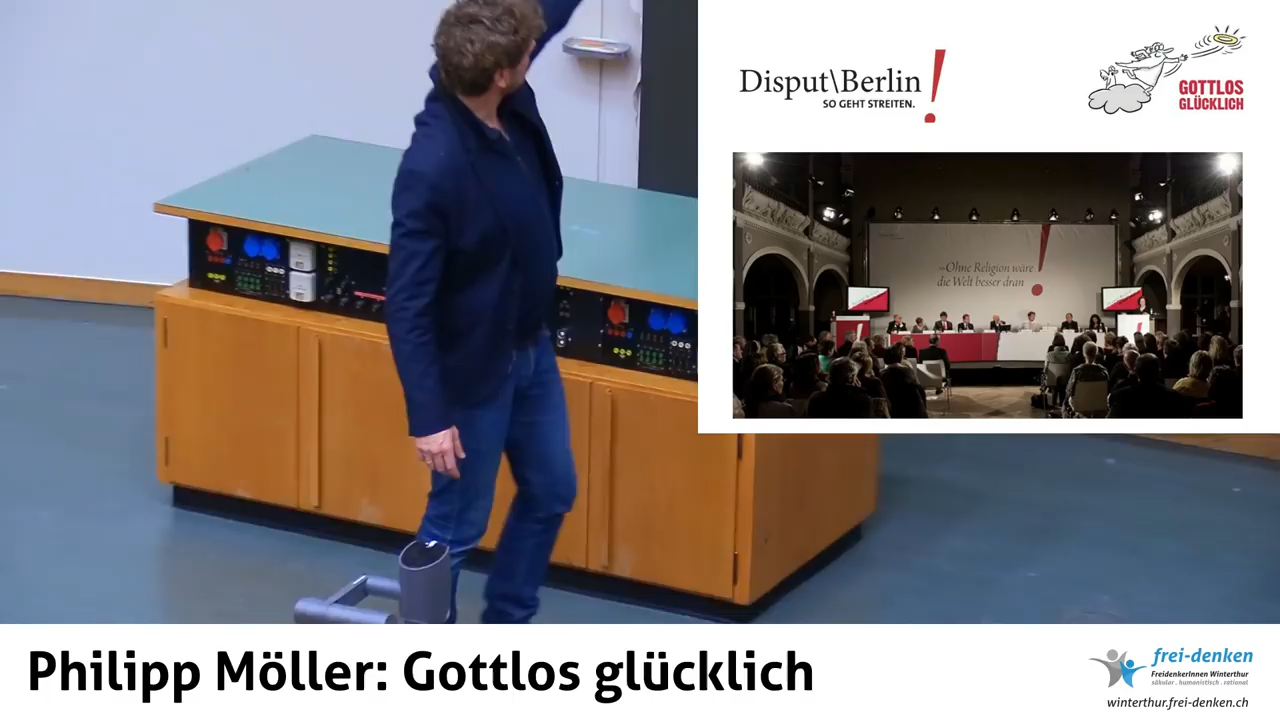 Disput\Berlin!
SO GEHT STREITEN.
GOTTLOS
GLÜCKLICH
»Ohne Religion wäre
die Welt besser dran
Philipp Möller: Gottlos glücklich
frei-denken
FreidenkerInnen Winterthur
säkular . humanistisch . rational
winterthur.frei-denken.ch